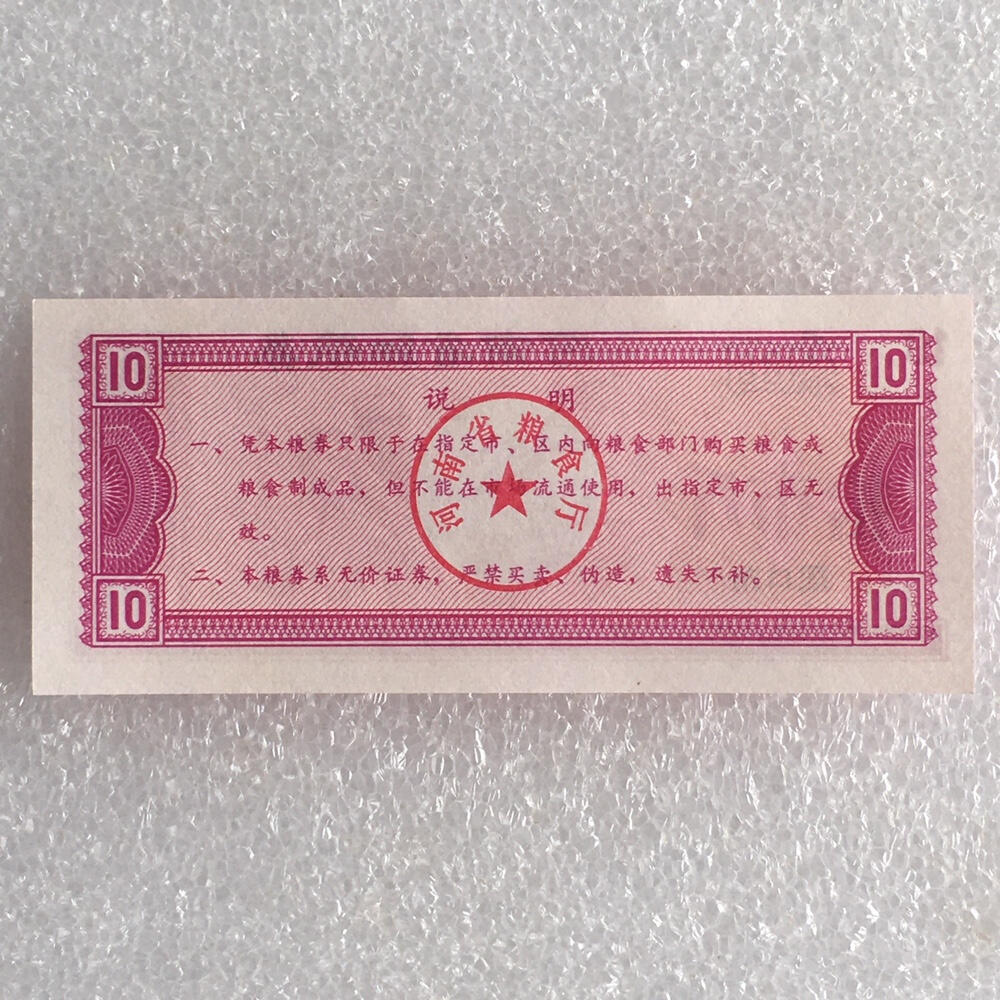 10 10
说 明
一、凭本粮券只限于在指定市、区内向粮食部门购买粮食或
粮食制成品，但不能在市场流通使用，出指定市、区无
效。
二、本粮券系无价证券，严禁买卖、伪造，遗失不补。
河南省粮食厅
10 10